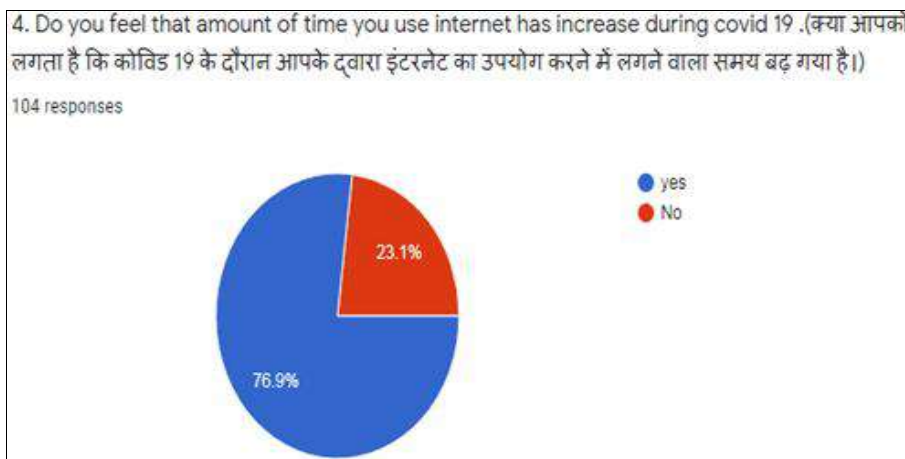 4. Do you feel that amount of time you use internet has increase during covid 19 .(क्या आपको
लगता है कि कोविड 19 के दौरान आपके द्वारा इंटरनेट का उपयोग करने में लगने वाला समय बढ़ गया है।)
104 responses
yes
No
23.1%
76.9%